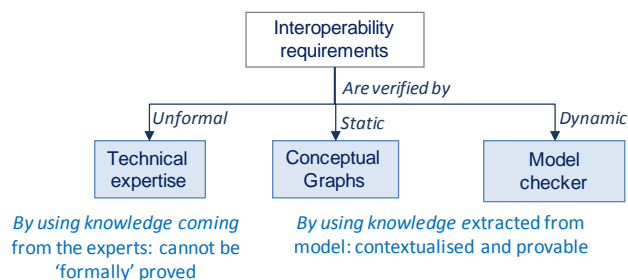 Interoperability
requirements
Are verified by
Unformal
Static
Dynamic
Technical
expertise
Conceptual
Graphs
Model
checker
By using knowledge coming
from the experts: cannot be
‘formally’ proved
By using knowledge extracted from
model: contextualised and provable